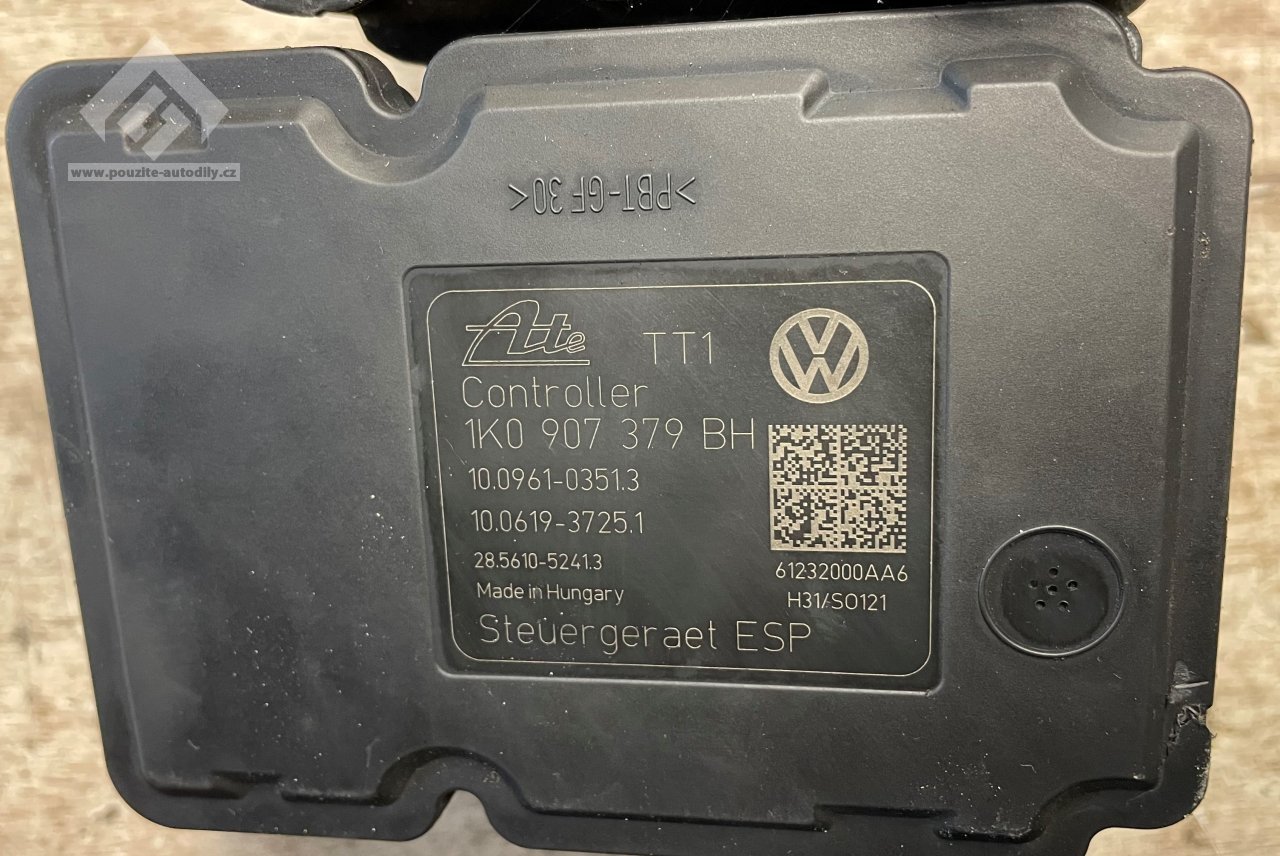 www.pouzite-autodily.cz
>PBT-GF30<
Ate TT1
Controller
1K0 907 379 BH
10.0961-0351.3
10.0619-3725.1
28.5610-5241.3
61232000AA6
Made in Hungary
H31/SO121
Steuergeraet ESP